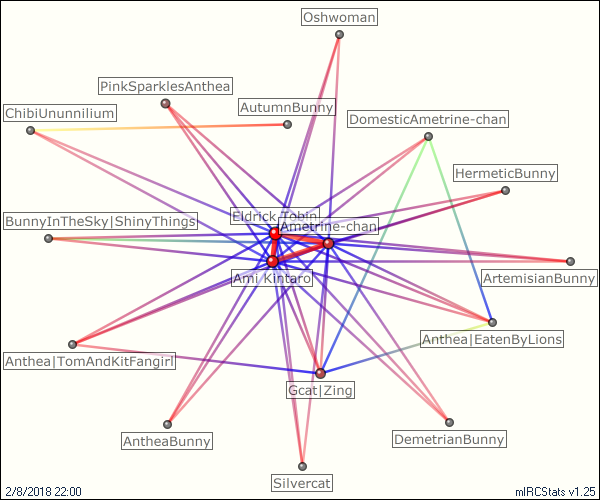 Oshwoman
PinkSparklesAnthea
ChibiUnunnilium
AutumnBunny
DomesticAmetrine-chan
HermeticBunny
BunnyInTheSky|ShinyThings
Eldrick Tobin
Ametrine-chan
Ami Kintaro
ArtemisianBunny
Anthea|EatenByLions
Anthea|TomAndKitFangirl
Gcat|Zing
AntheaBunny
DemetrianBunny
Silvercat
2/8/2018 22:00
mIRCStats v1.25